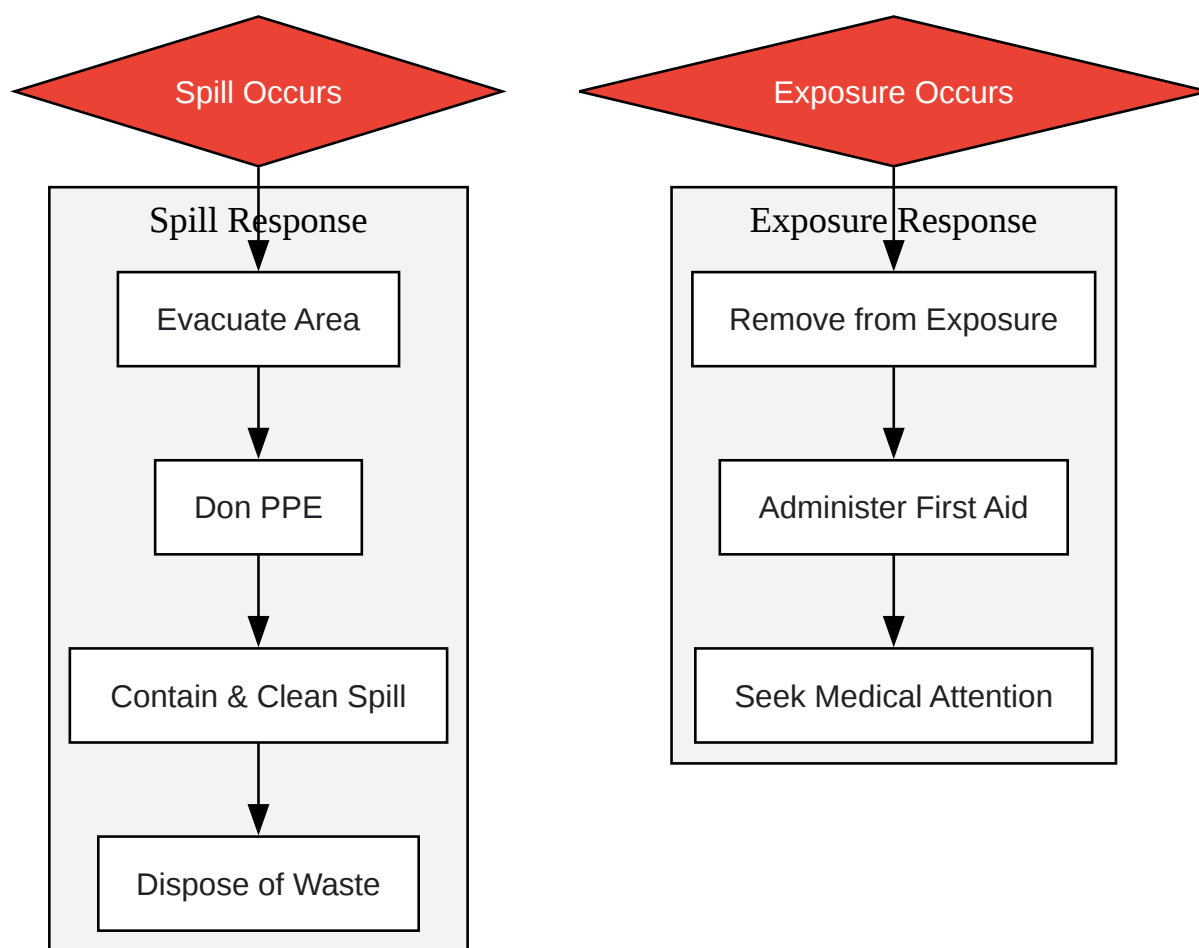 Spill Occurs
Exposure Occurs
Spill Response
Exposure Response
Evacuate Area
Remove from Exposure
Don PPE
Administer First Aid
Contain & Clean Spill
Seek Medical Attention
Dispose of Waste